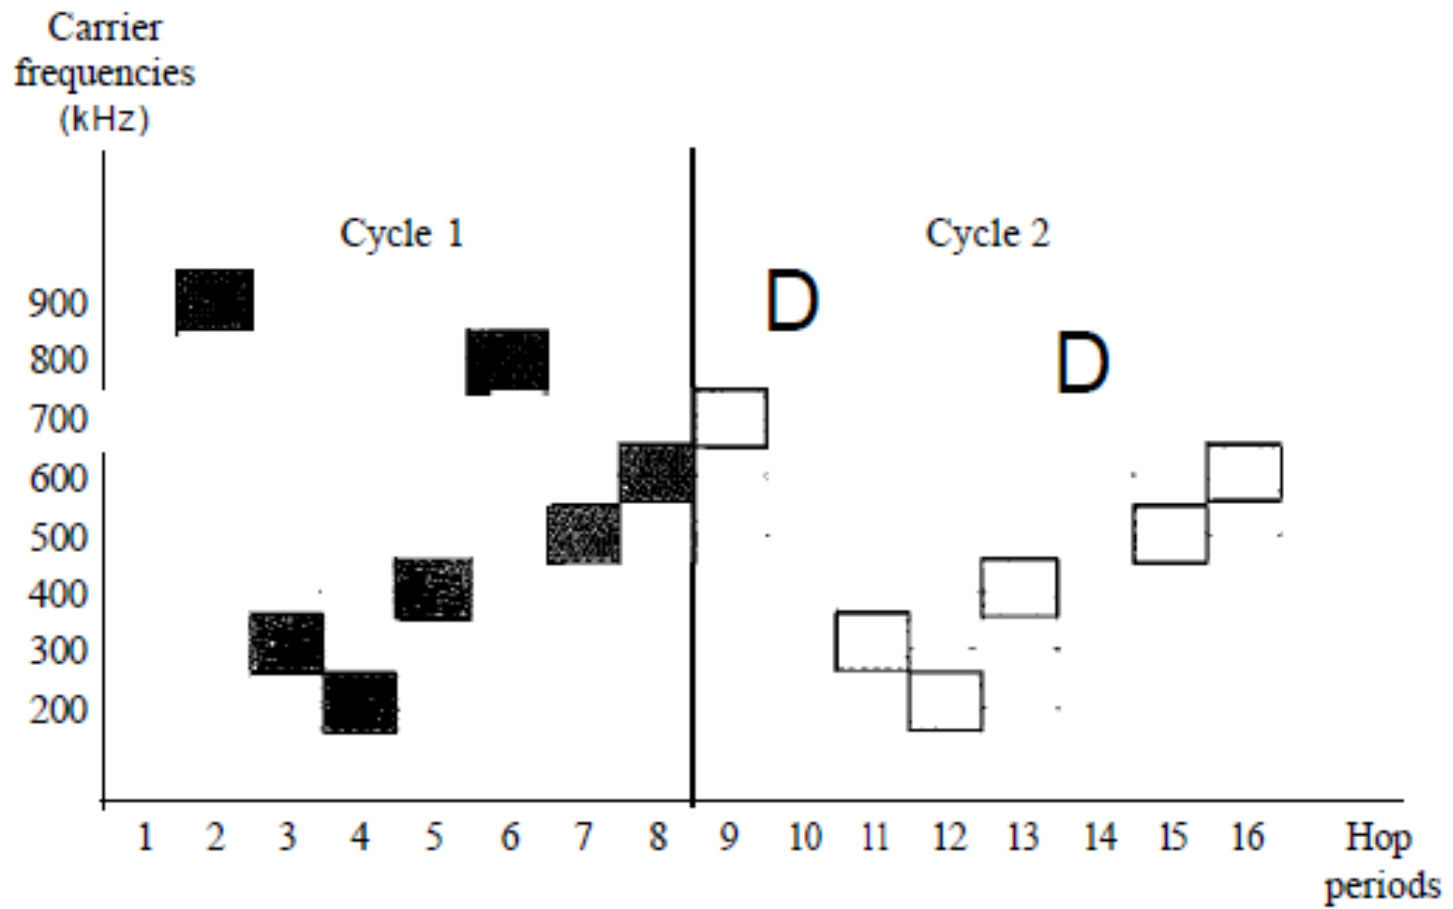 Carrier
frequencies
(kHz)
Cycle 1
Cycle 2
900
D
800
D
700
600
500
400
300
200
1 2 3 4 5 6 7 8 9 10 11 12 13 14 15 16 Hop
periods